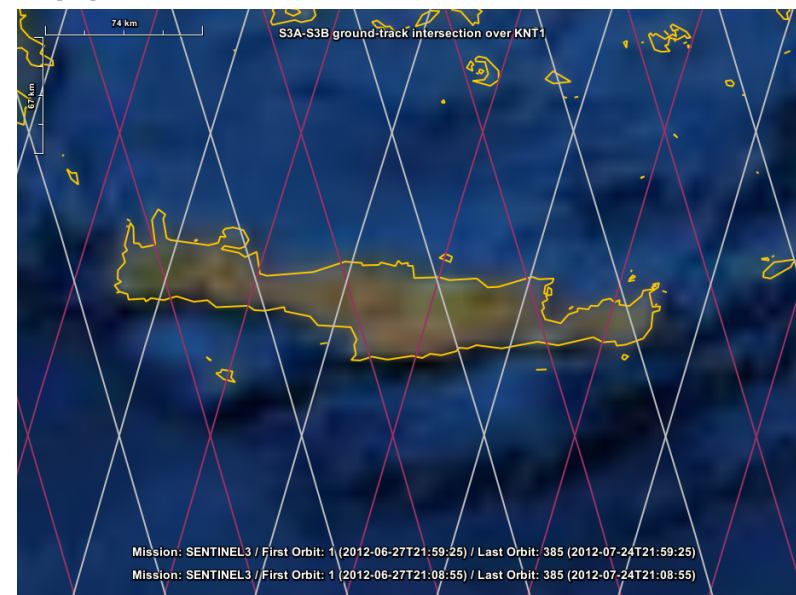 74 km
S3A-S3B ground-track intersection over KNT1
67 km
Mission: SENTINEL3 / First Orbit: 1 (2012-06-27T21:59:25) / Last Orbit: 385 (2012-07-24T21:59:25)
Mission: SENTINEL3 / First Orbit: 1 (2012-06-27T21:08:55) / Last Orbit: 385 (2012-07-24T21:08:55)